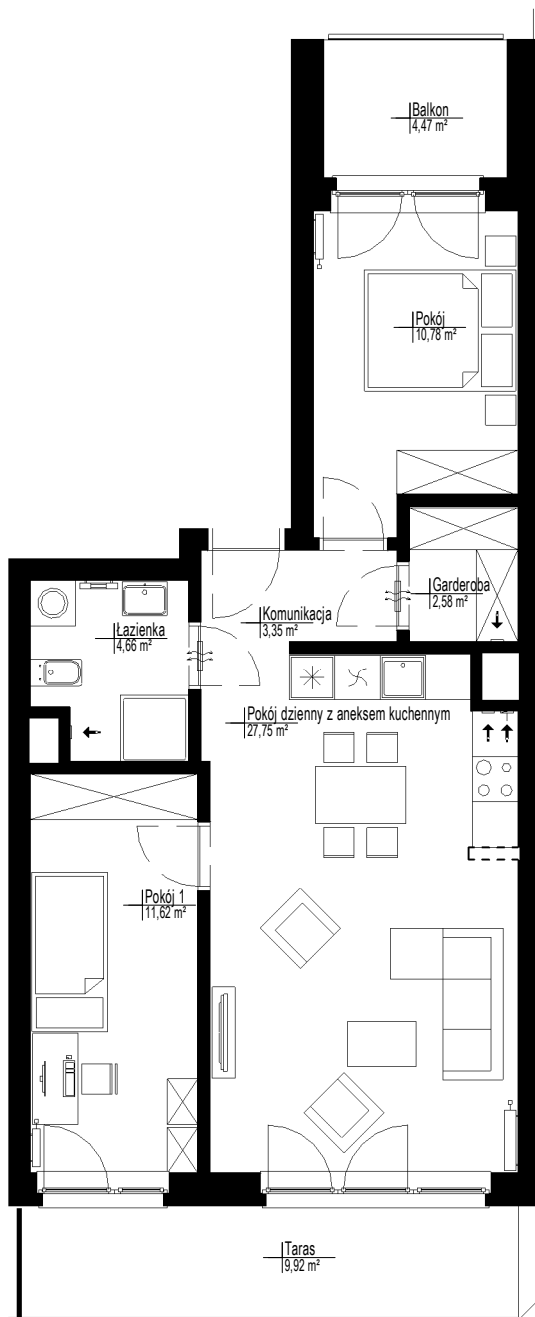 Balkon
4,47 m²
Pokój
10,78 m²
Garderoba
2,58 m²
Komunikacja
3,35 m²
Łazienka
4,66 m²
Pokój dzienny z aneksem kuchennym
27,75 m²
Pokój 1
11,62 m²
Taras
9,92 m²